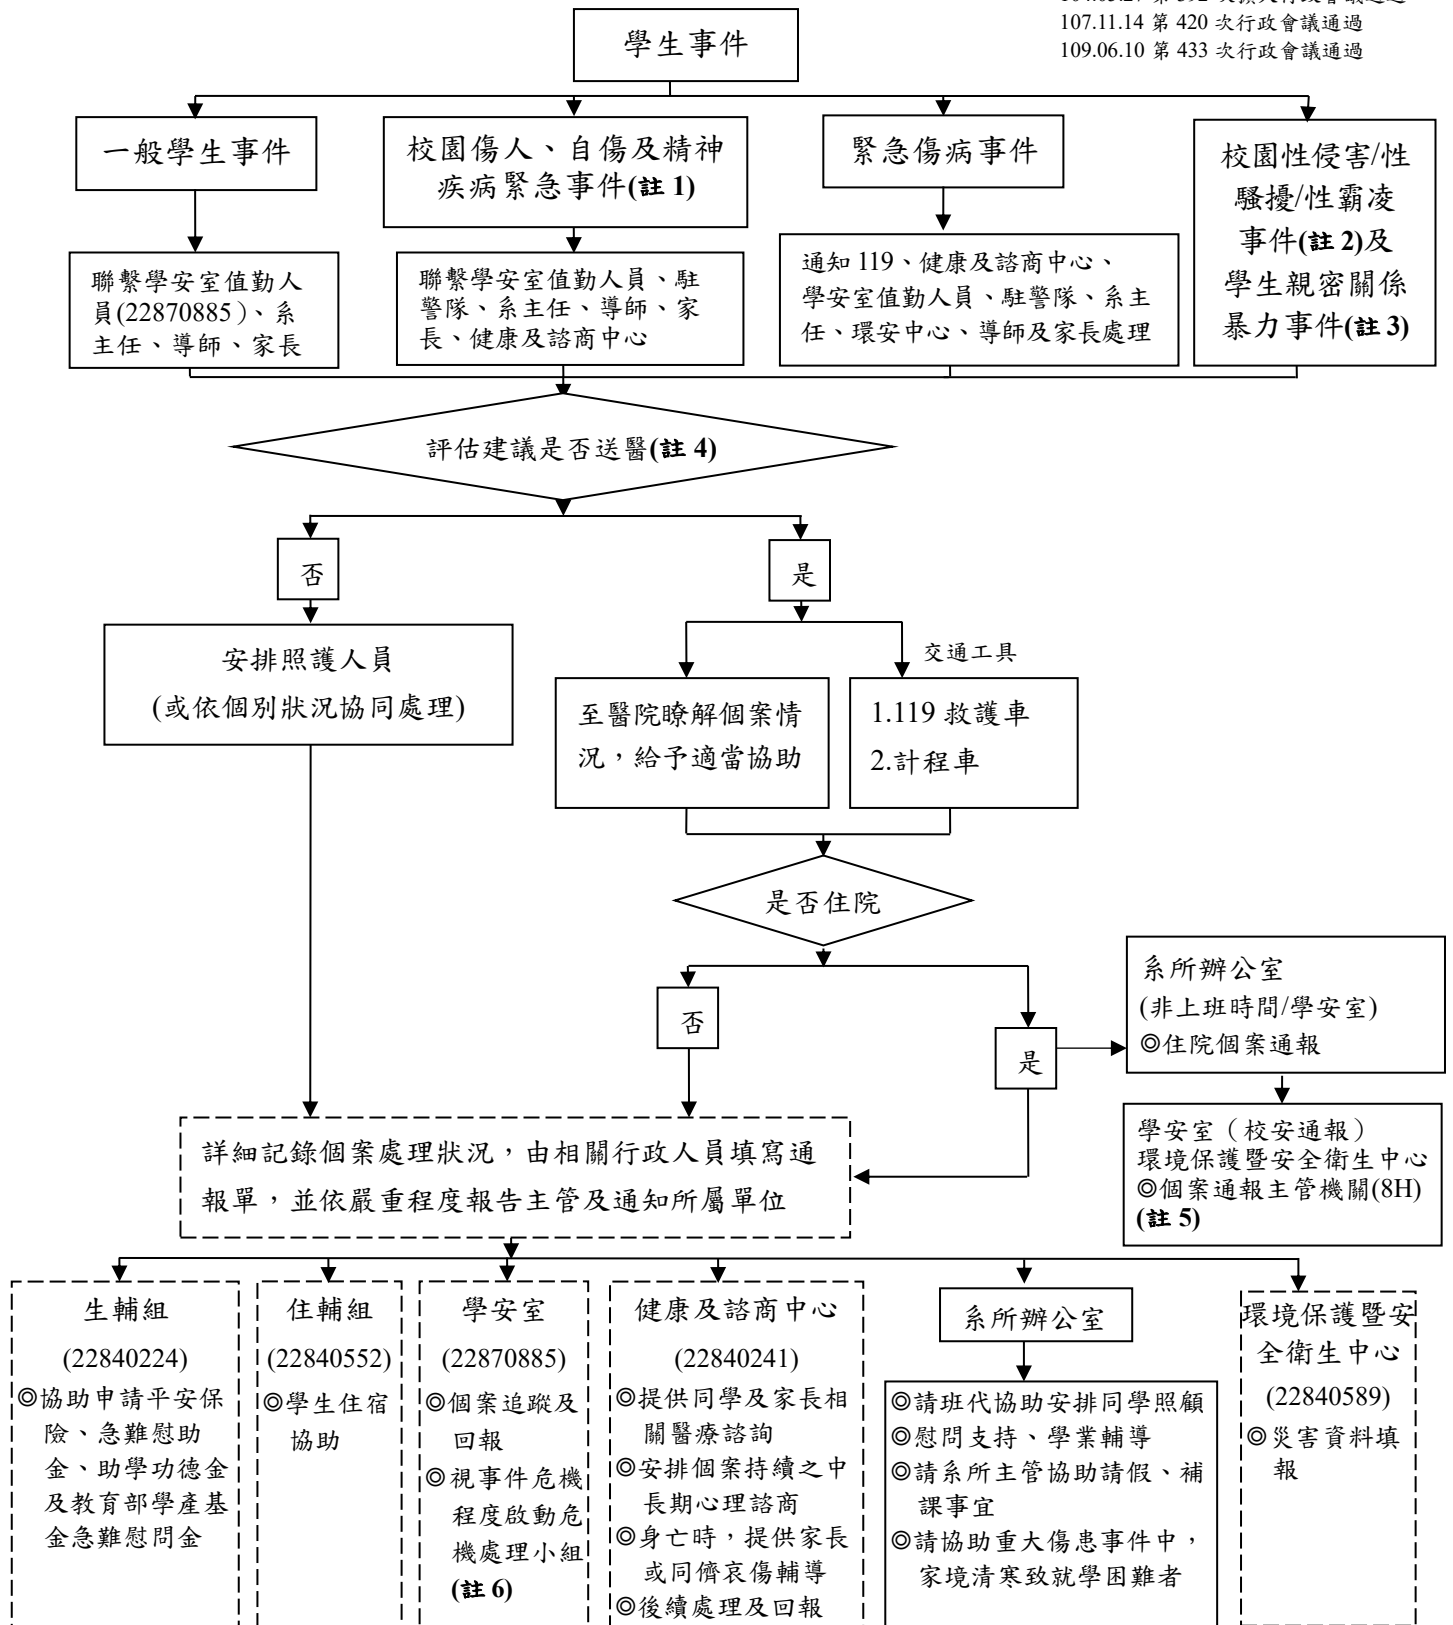 107.11.14 第 420 次行政會議通過
109.06.10 第 433 次行政會議通過
學生事件
一般學生事件
校園傷人、自傷及精神
疾病緊急事件(註 1)
緊急傷病事件
校園性侵害/性
騷擾/性霸凌
事件(註 2)及
學生親密關係
暴力事件(註 3)
聯繫學安室值勤人
員(22870885)、系
主任、導師、家長
聯繫學安室值勤人員、駐
警隊、系主任、導師、家
長、健康及諮商中心
通知 119、健康及諮商中心、
學安室值勤人員、駐警隊、系主
任、環安中心、導師及家長處理
評估建議是否送醫(註 4)
否
是
安排照護人員
(或依個別狀況協同處理)
交通工具
至醫院瞭解個案情
況，給予適當協助
1.119 救護車
2.計程車
是否住院
否
是
系所辦公室
(非上班時間/學安室)
◎住院個案通報
學安室（校安通報）
環境保護暨安全衛生中心
◎個案通報主管機關(8H)
(註 5)
詳細記錄個案處理狀況，由相關行政人員填寫通
報單，並依嚴重程度報告主管及通知所屬單位
生輔組
(22840224)
◎協助申請平安保
險、急難慰助
金、助學功德金
及教育部學產基
金急難慰問金
住輔組
(22840552)
◎學生住宿
協助
學安室
(22870885)
◎個案追蹤及
回報
◎視事件危機
程度啟動危
機處理小組
(註 6)
健康及諮商中心
(22840241)
◎提供同學及家長相
關醫療諮詢
◎安排個案持續之中
長期心理諮商
◎身亡時，提供家長
或同儕哀傷輔導
◎後續處理及回報
系所辦公室
◎請班代協助安排同學照顧
◎慰問支持、學業輔導
◎請系所主管協助請假、補
課事宜
◎請協助重大傷患事件中，
家境清寒致就學困難者
環境保護暨安
全衛生中心
(22840589)
◎災害資料填
報